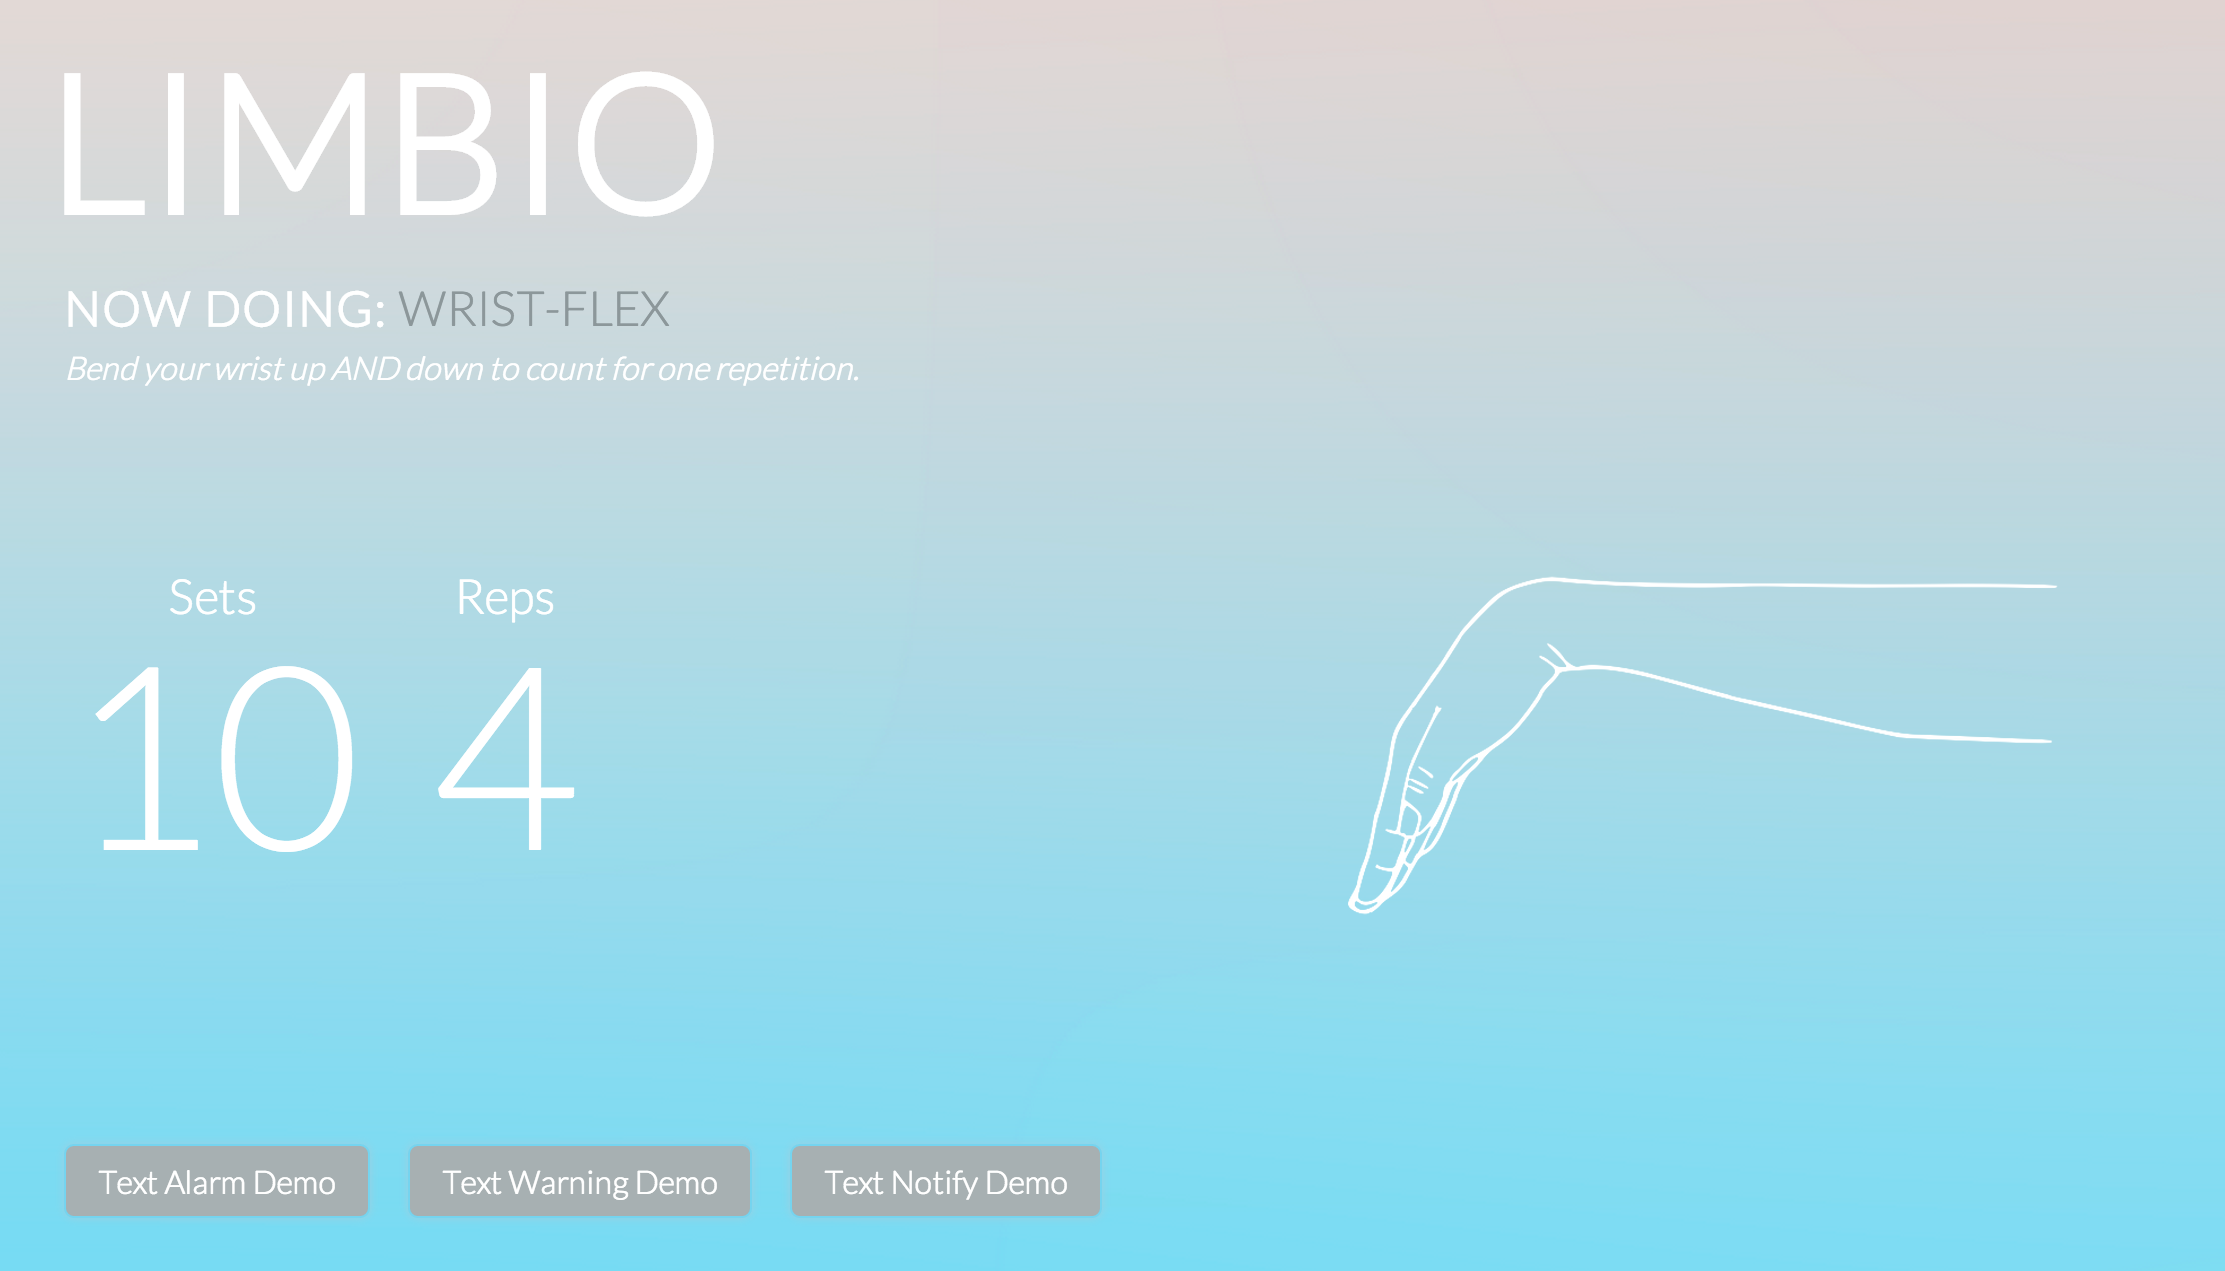 LIMBIO
NOW DOING: WRIST-FLEX
Bend your wrist up AND down to count for one repetition.
Sets Reps
10 4
Text Alarm Demo Text Warning Demo Text Notify Demo